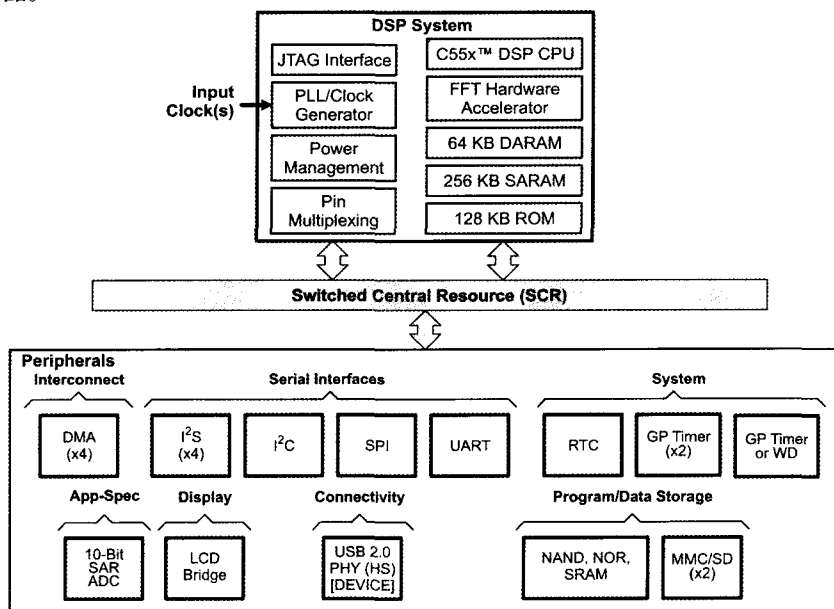 DSP System
JTAG Interface
C55x™ DSP CPU
Input
Clock(s)
PLL/Clock
Generator
FFT Hardware
Accelerator
Power
Management
64 KB DARAM
256 KB SARAM
Pin
Multiplexing
128 KB ROM
Switched Central Resource (SCR)
Peripherals
Interconnect
Serial Interfaces
System
DMA
(x4)
I²S
(x4)
I²C
SPI
UART
RTC
GP Timer
(x2)
GP Timer
or WD
App-Spec
Display
Connectivity
Program/Data Storage
10-Bit
SAR
ADC
LCD
Bridge
USB 2.0
PHY (HS)
[DEVICE]
NAND, NOR,
SRAM
MMC/SD
(x2)